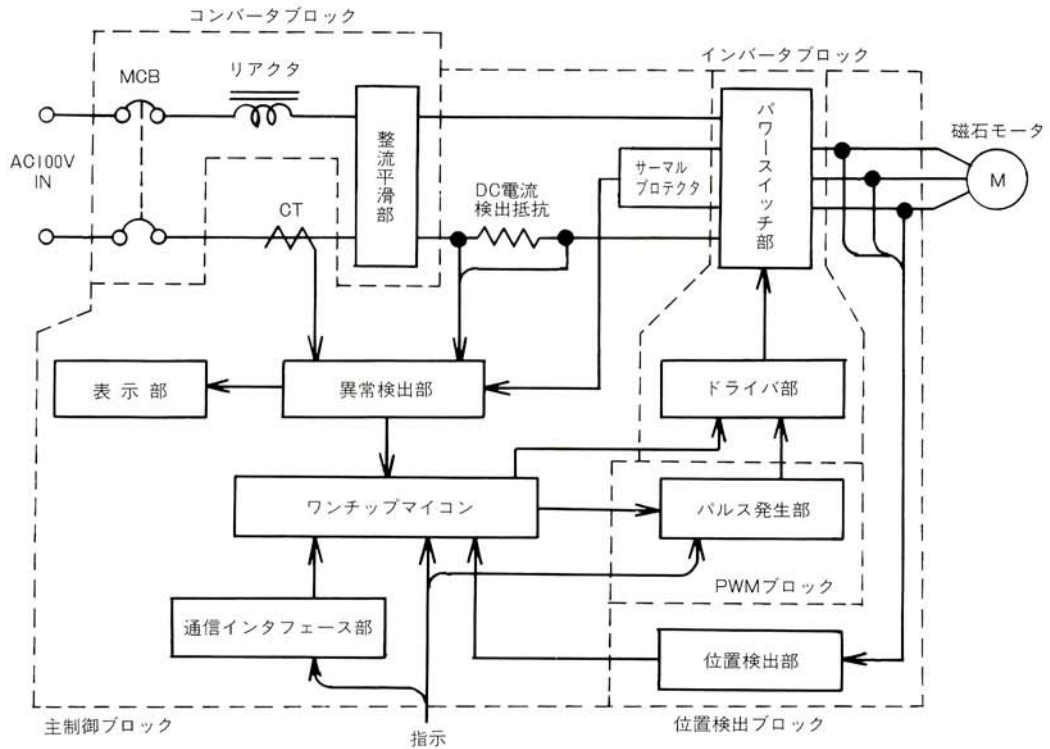 コンバータブロック
インバータブロック
MCB
リアクタ
AC100V
IN
整流平滑部
パワースイッチ部
磁石モータ
M
サーマル
プロテクタ
CT
DC電流
検出抵抗
表示部
異常検出部
ドライバ部
ワンチップマイコン
パルス発生部
PWMブロック
通信インタフェース部
位置検出部
主制御ブロック
指示
位置検出ブロック